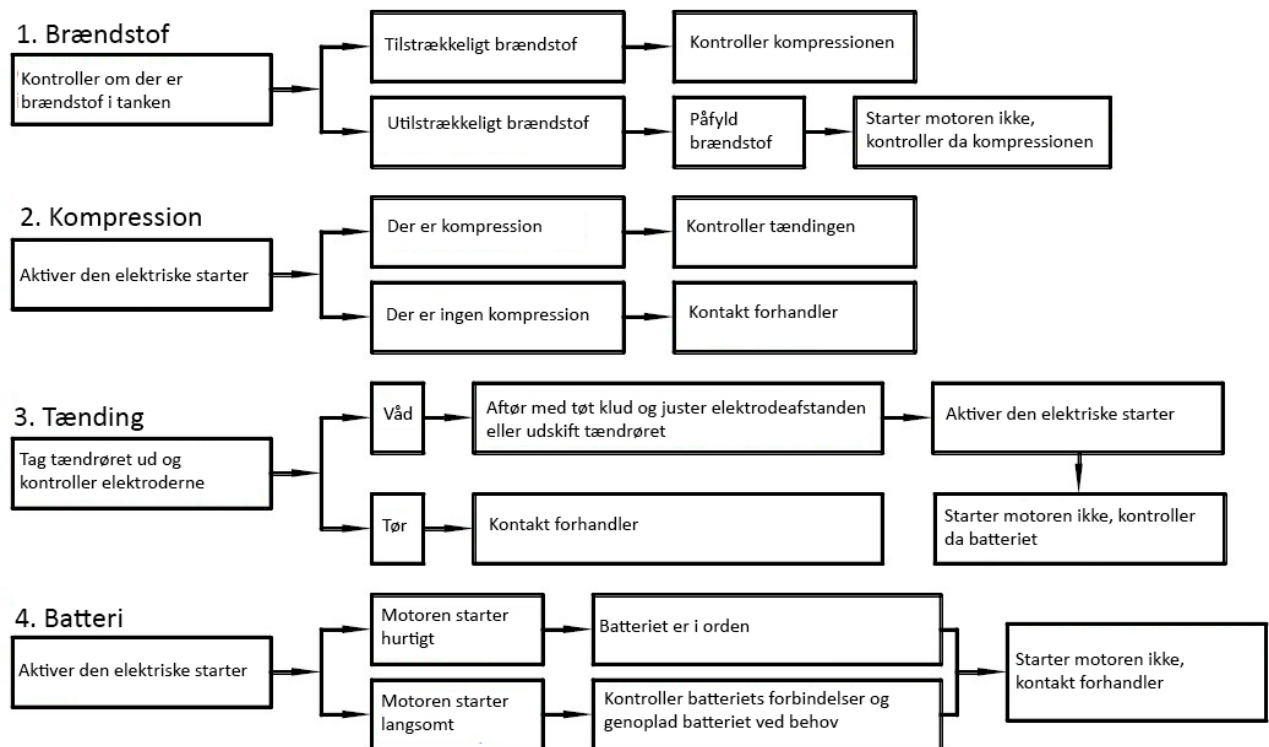 1. Brændstof
Kontroller om der er
brændstof i tanken
Tilstrækkeligt brændstof
Kontroller kompressionen
Utilstrækkeligt brændstof
Påfyld
brændstof
Starter motoren ikke,
kontroller da kompressionen
2. Kompression
Aktiver den elektriske starter
Der er kompression
Kontroller tændingen
Der er ingen kompression
Kontakt forhandler
3. Tænding
Tag tændrøret ud og
kontroller elektroderne
Våd
Aftør med tøt klud og juster elektrodeafstanden
eller udskift tændrøret
Aktiver den elektriske starter
Starter motoren ikke, kontroller
da batteriet
Tør
Kontakt forhandler
4. Batteri
Aktiver den elektriske starter
Motoren starter
hurtigt
Batteriet er i orden
Motoren starter
langsomt
Kontroller batteriets forbindelser og
genoplad batteriet ved behov
Starter motoren ikke,
kontakt forhandler